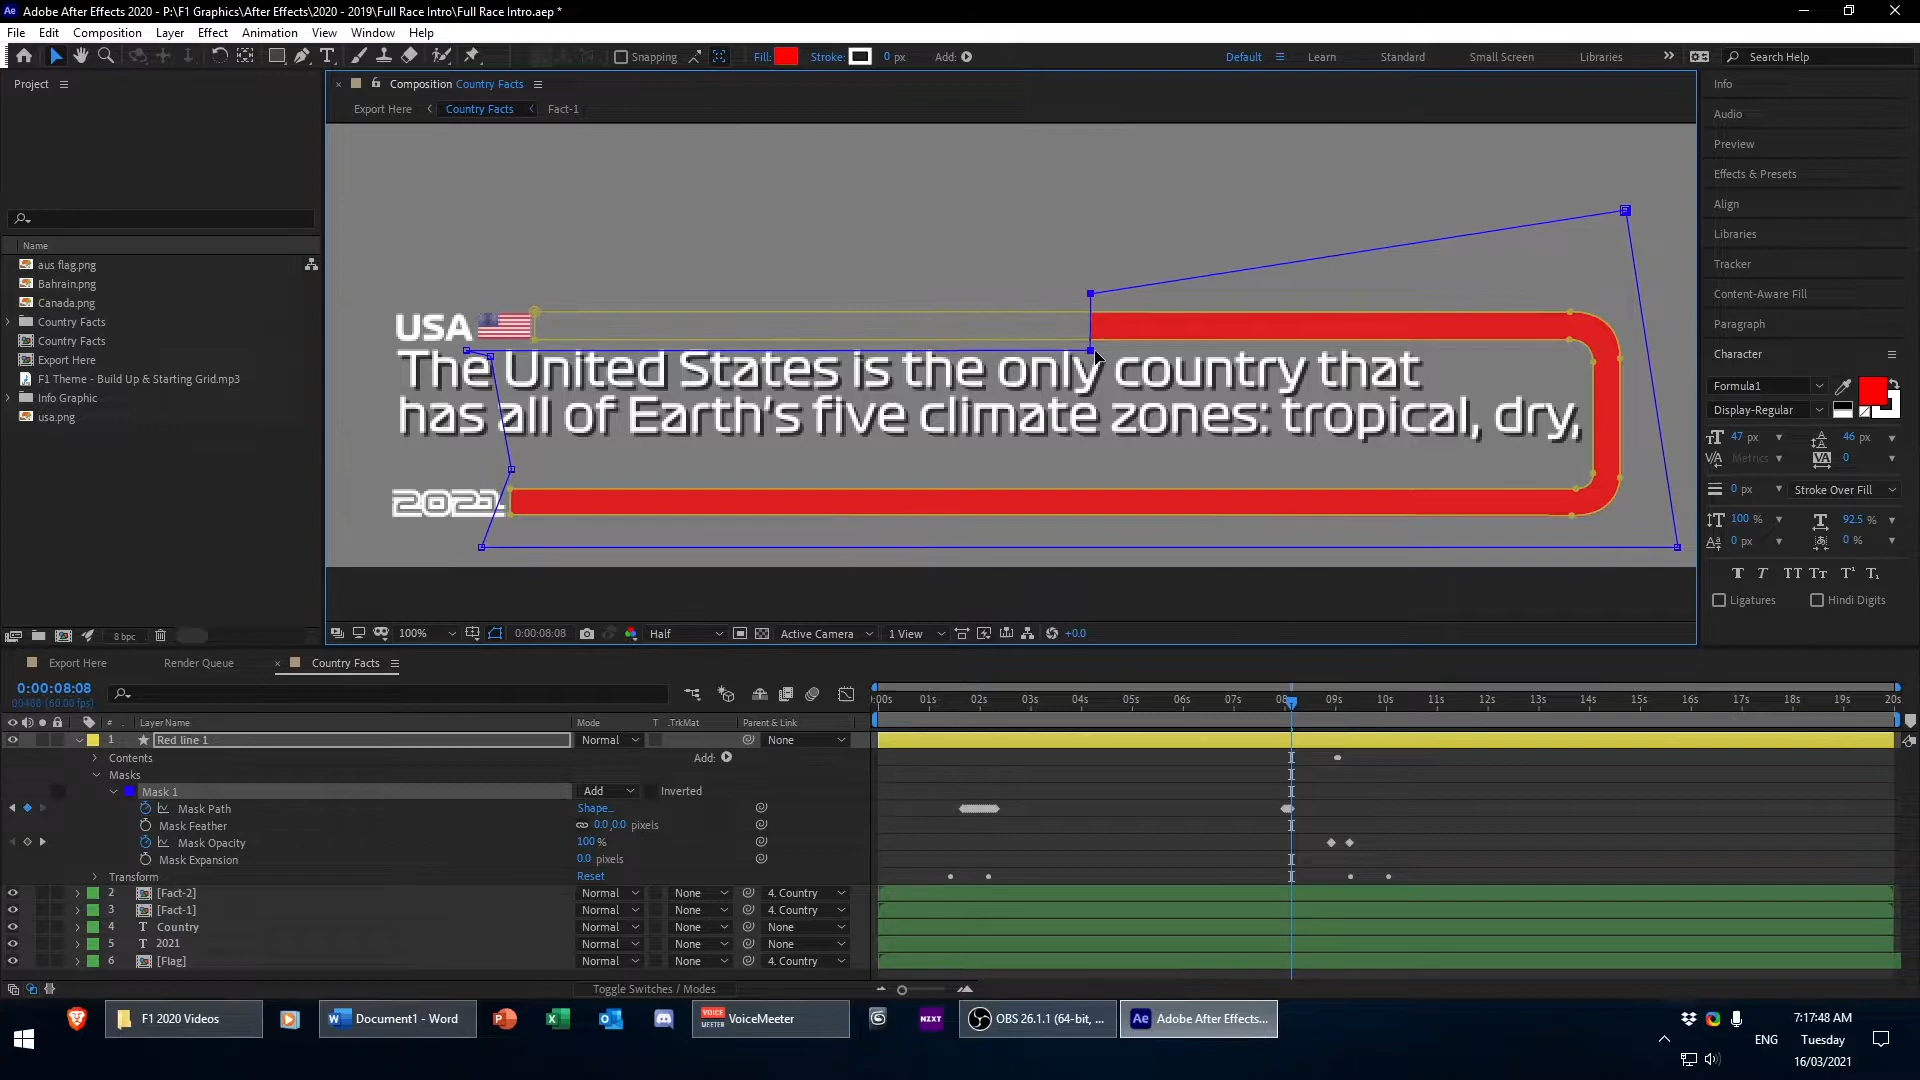 Adobe After Effects 2020 - P:\F1 Graphics\After Effects\2020 - 2019\Full Race Intro\Full Race Intro.aep *
File Edit Composition Layer Effect Animation View Window Help
Snapping Fill: Stroke: 0 px Add: Default Learn Standard Small Screen Libraries Search Help
Project
Composition Country Facts
Export Here Country Facts Fact-1
Name
aus flag.png
Bahrain.png
Canada.png
Country Facts
Country Facts
Export Here
F1 Theme - Build Up & Starting Grid.mp3
Info Graphic
usa.png
8 bpc
USA
The United States is the only country that
has all of Earth's five climate zones: tropical, dry,
2021
100% 0:00:08:08 Half Active Camera 1 View +0.0
Info
Audio
Preview
Effects & Presets
Align
Libraries
Tracker
Content-Aware Fill
Paragraph
Character
Formula1
Display-Regular
47 px 46 px
Metrics 0
0 px Stroke Over Fill
100 % 92.5 %
0 px 0 %
Ligatures Hindi Digits
Export Here Render Queue Country Facts
0:00:08:08
00488 (60.00 fps)
:00s 01s 02s 03s 04s 05s 06s 07s 08s 09s 10s 11s 12s 13s 14s 15s 16s 17s 18s 19s 20s
# Layer Name Mode T .TrkMat Parent & Link
1 Red line 1 Normal None
Contents Add:
Masks
Mask 1 Add Inverted
Mask Path Shape...
Mask Feather 0.0,0.0 pixels
Mask Opacity 100 %
Mask Expansion 0.0 pixels
Transform Reset
2 [Fact-2] Normal None 4. Country
3 [Fact-1] Normal None 4. Country
4 T Country Normal None None
5 T 2021 Normal None None
6 [Flag] Normal None 4. Country
Toggle Switches / Modes
F1 2020 Videos Document1 - Word VoiceMeeter NZXT OBS 26.1.1 (64-bit, ... Adobe After Effects...
7:17:48 AM
ENG Tuesday
16/03/2021